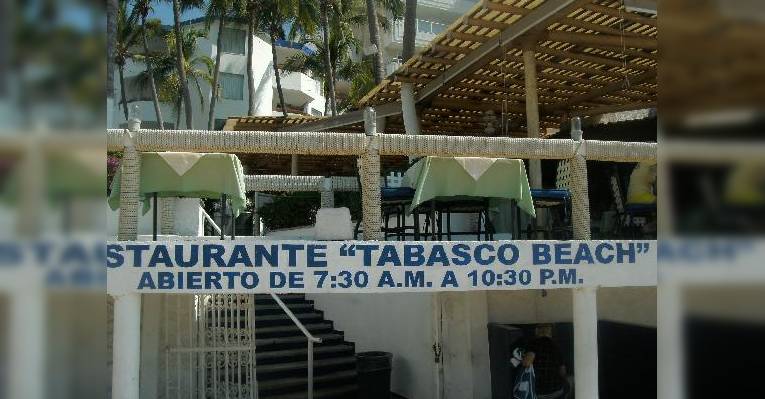 STAURANTE “TABASCO BEACH”
ABIERTO DE 7:30 A.M. A 10:30 P.M.